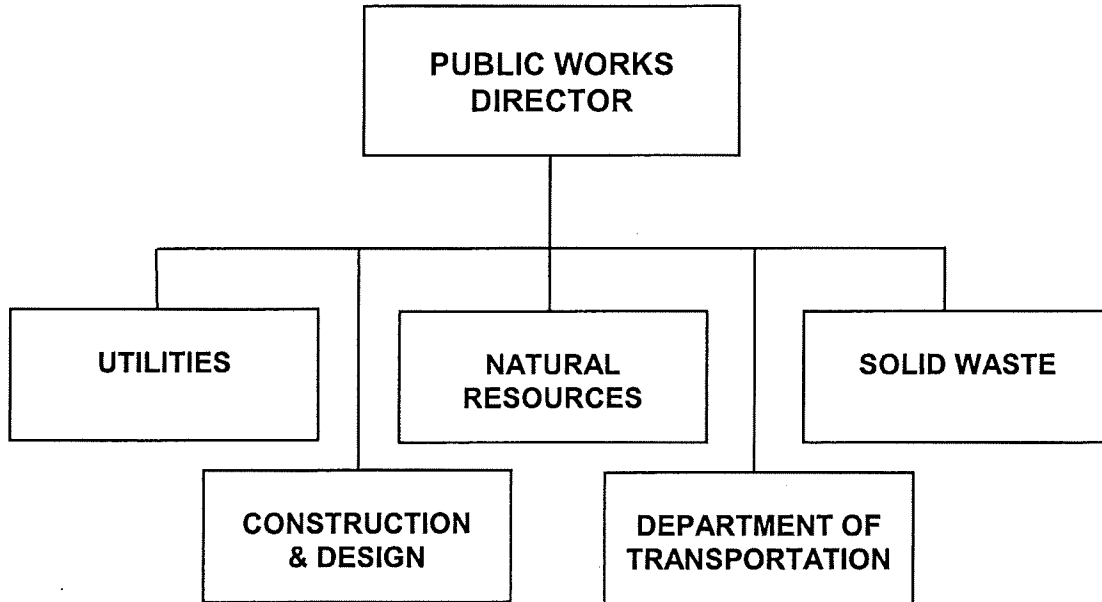 PUBLIC WORKS
DIRECTOR
UTILITIES
NATURAL
RESOURCES
SOLID WASTE
CONSTRUCTION
& DESIGN
DEPARTMENT OF
TRANSPORTATION